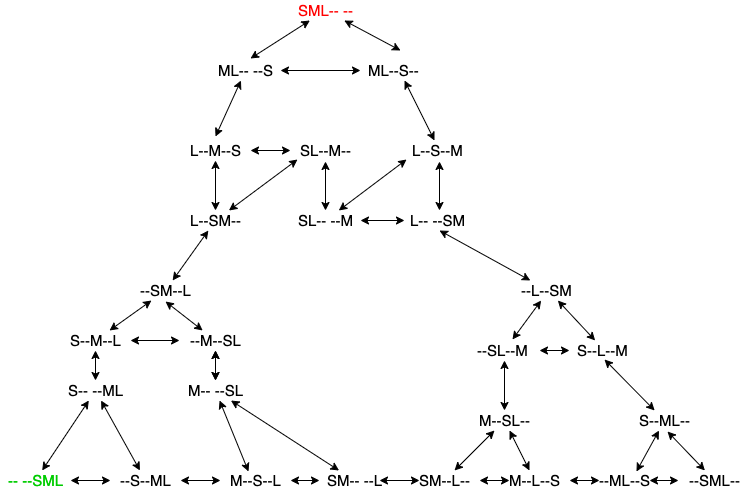 SML-- --
ML-- --S ML--S--
L--M--S SL--M-- L--S--M
L--SM-- SL-- --M L-- --SM
--SM--L --L--SM
S--M--L --M--SL --SL--M S--L--M
S-- --ML M-- --SL
M--SL-- S--ML--
-- --SML --S--ML M--S--L SM-- --L SM--L-- M--L--S --ML--S --SML--